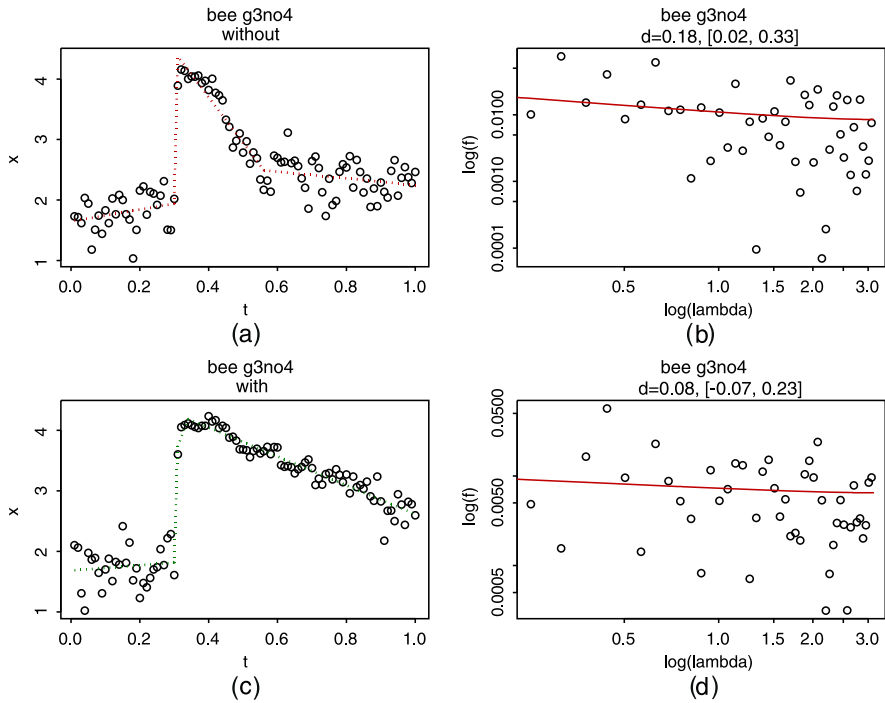 bee g3no4
without
4
3
2
1
x
0.0 0.2 0.4 0.6 0.8 1.0
t
(a)
bee g3no4
d=0.18, [0.02, 0.33]
0.0100
0.0010
0.0001
log(f)
0.5 1.0 1.5 2.0 3.0
log(lambda)
(b)
bee g3no4
with
4
3
2
1
x
0.0 0.2 0.4 0.6 0.8 1.0
t
(c)
bee g3no4
d=0.08, [-0.07, 0.23]
0.0500
0.0050
0.0005
log(f)
0.5 1.0 1.5 2.0 3.0
log(lambda)
(d)